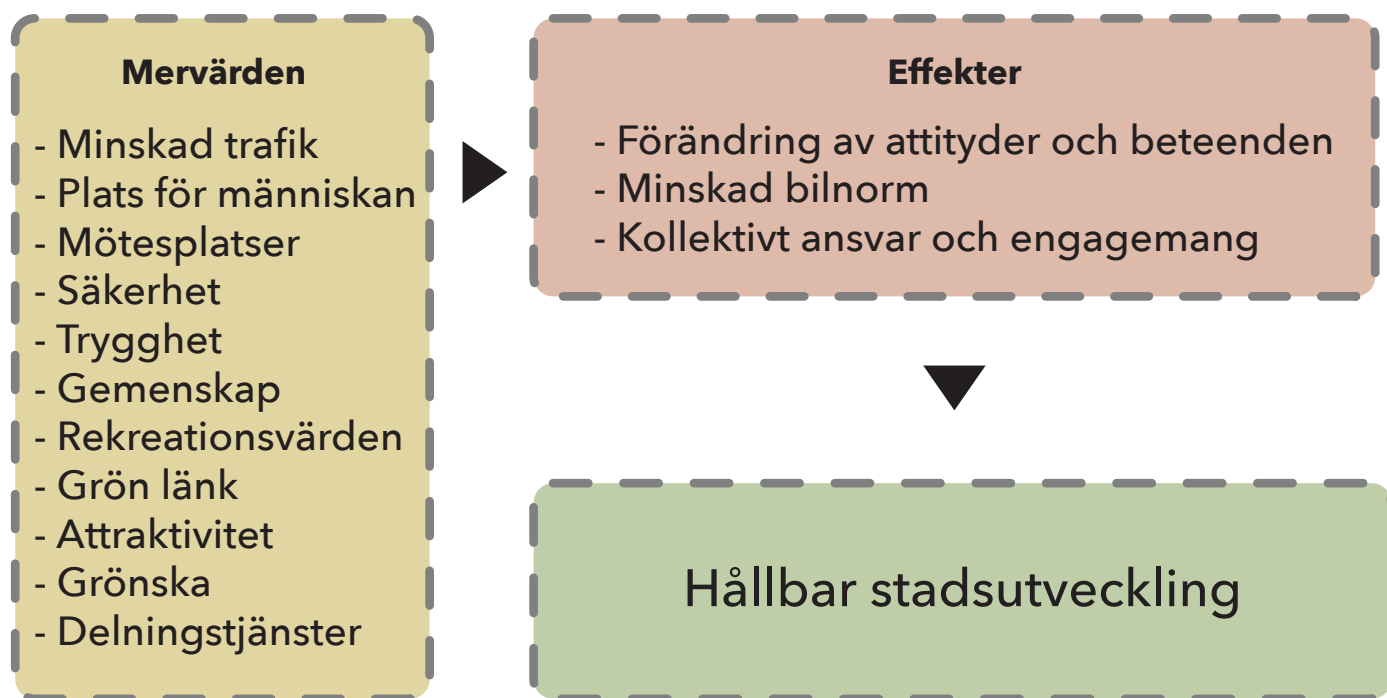 Mervärden
- Minskad trafik
- Plats för människan
- Mötesplatser
- Säkerhet
- Trygghet
- Gemenskap
- Rekreationsvärden
- Grön länk
- Attraktivitet
- Grönska
- Delningstjänster
Effekter
- Förändring av attityder och beteenden
- Minskad bilnorm
- Kollektivt ansvar och engagemang
Hållbar stadsutveckling